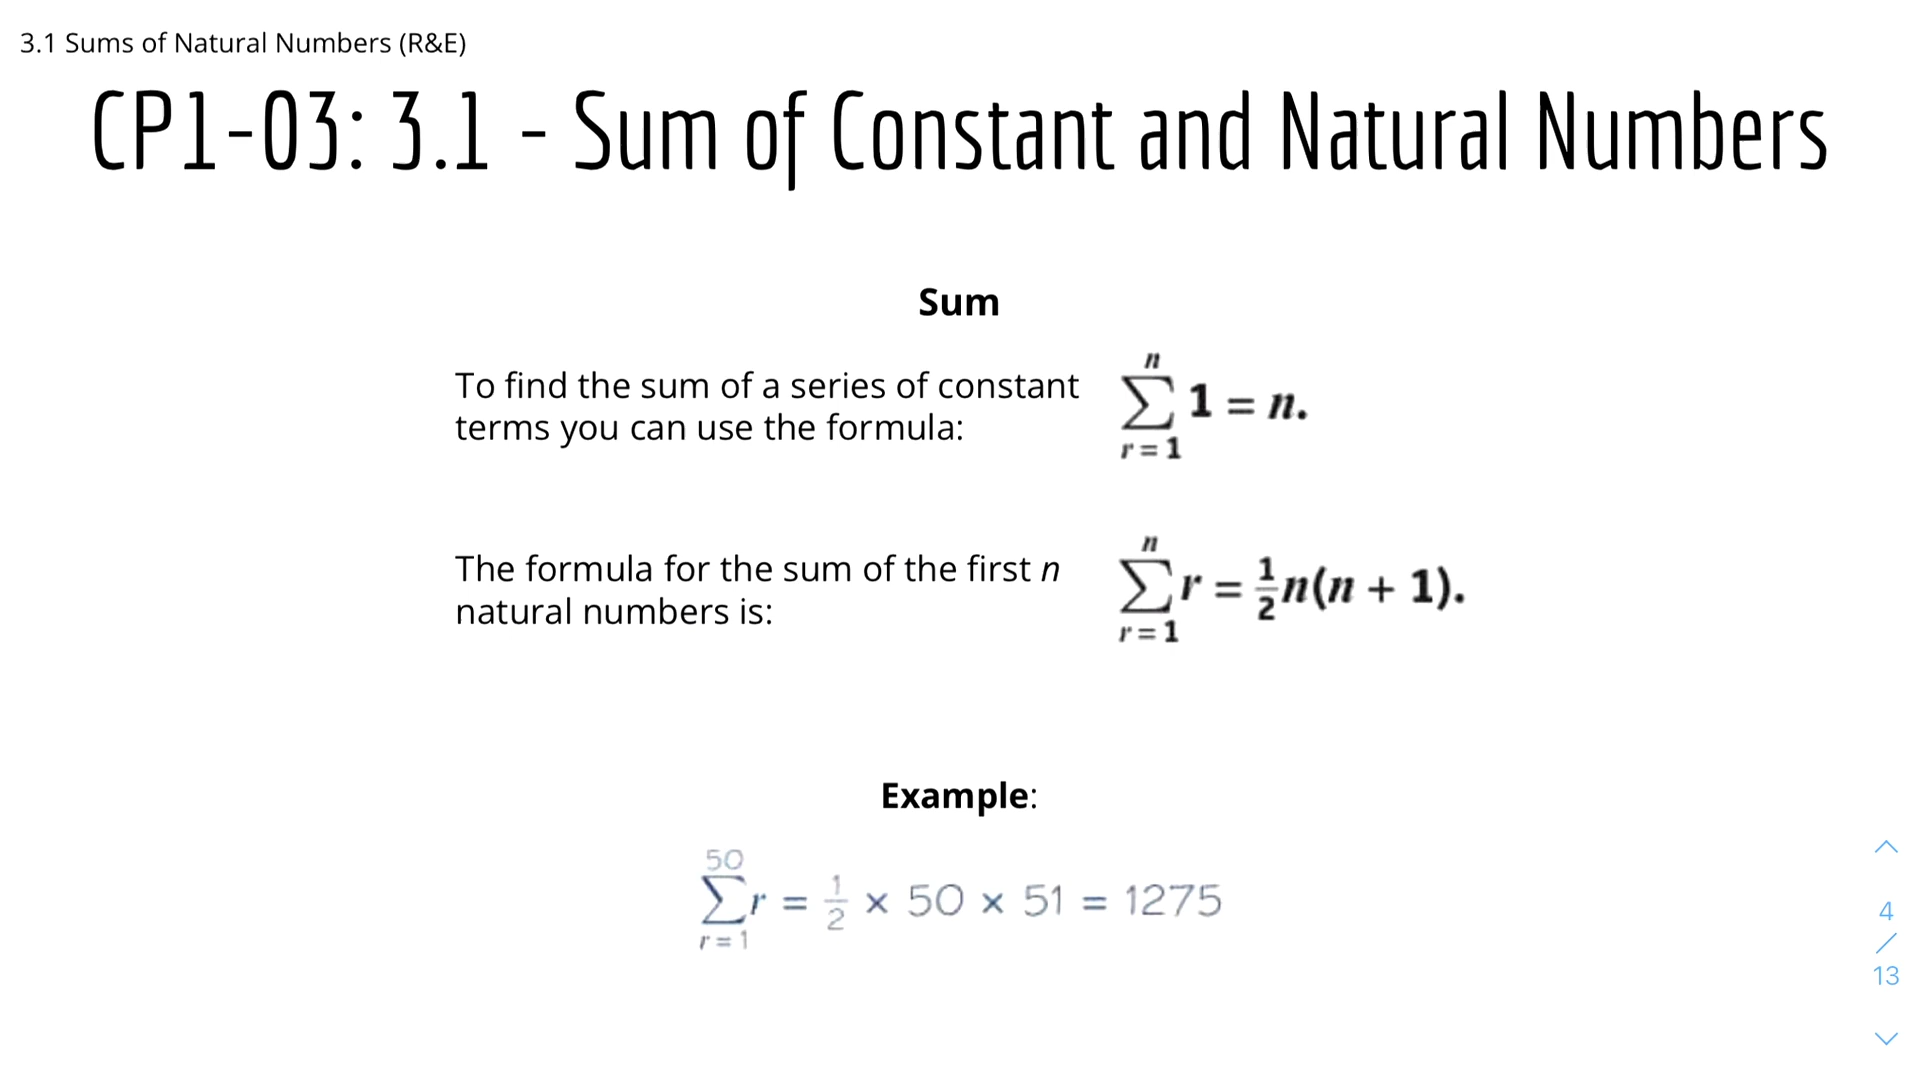 3.1 Sums of Natural Numbers (R&E)
CP1-03: 3.1 - Sum of Constant and Natural Numbers
Sum
To find the sum of a series of constant
terms you can use the formula:
n
∑ 1 = n.
r = 1
The formula for the sum of the first n
natural numbers is:
n
∑ r = ½n(n + 1).
r = 1
Example:
50
∑ r = ½ × 50 × 51 = 1275
r = 1
4
/
13